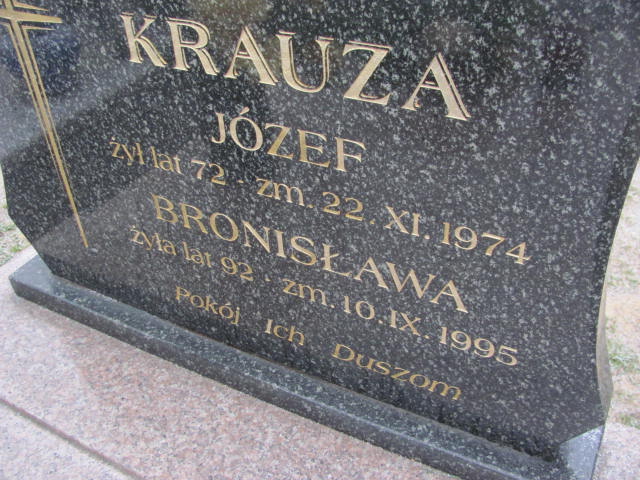 KRAUZA
JÓZEF
żył lat 72 · zm. 22. XI. 1974
BRONISŁAWA
żyła lat 92 · zm. 10. IX. 1995
Pokój Ich Duszom